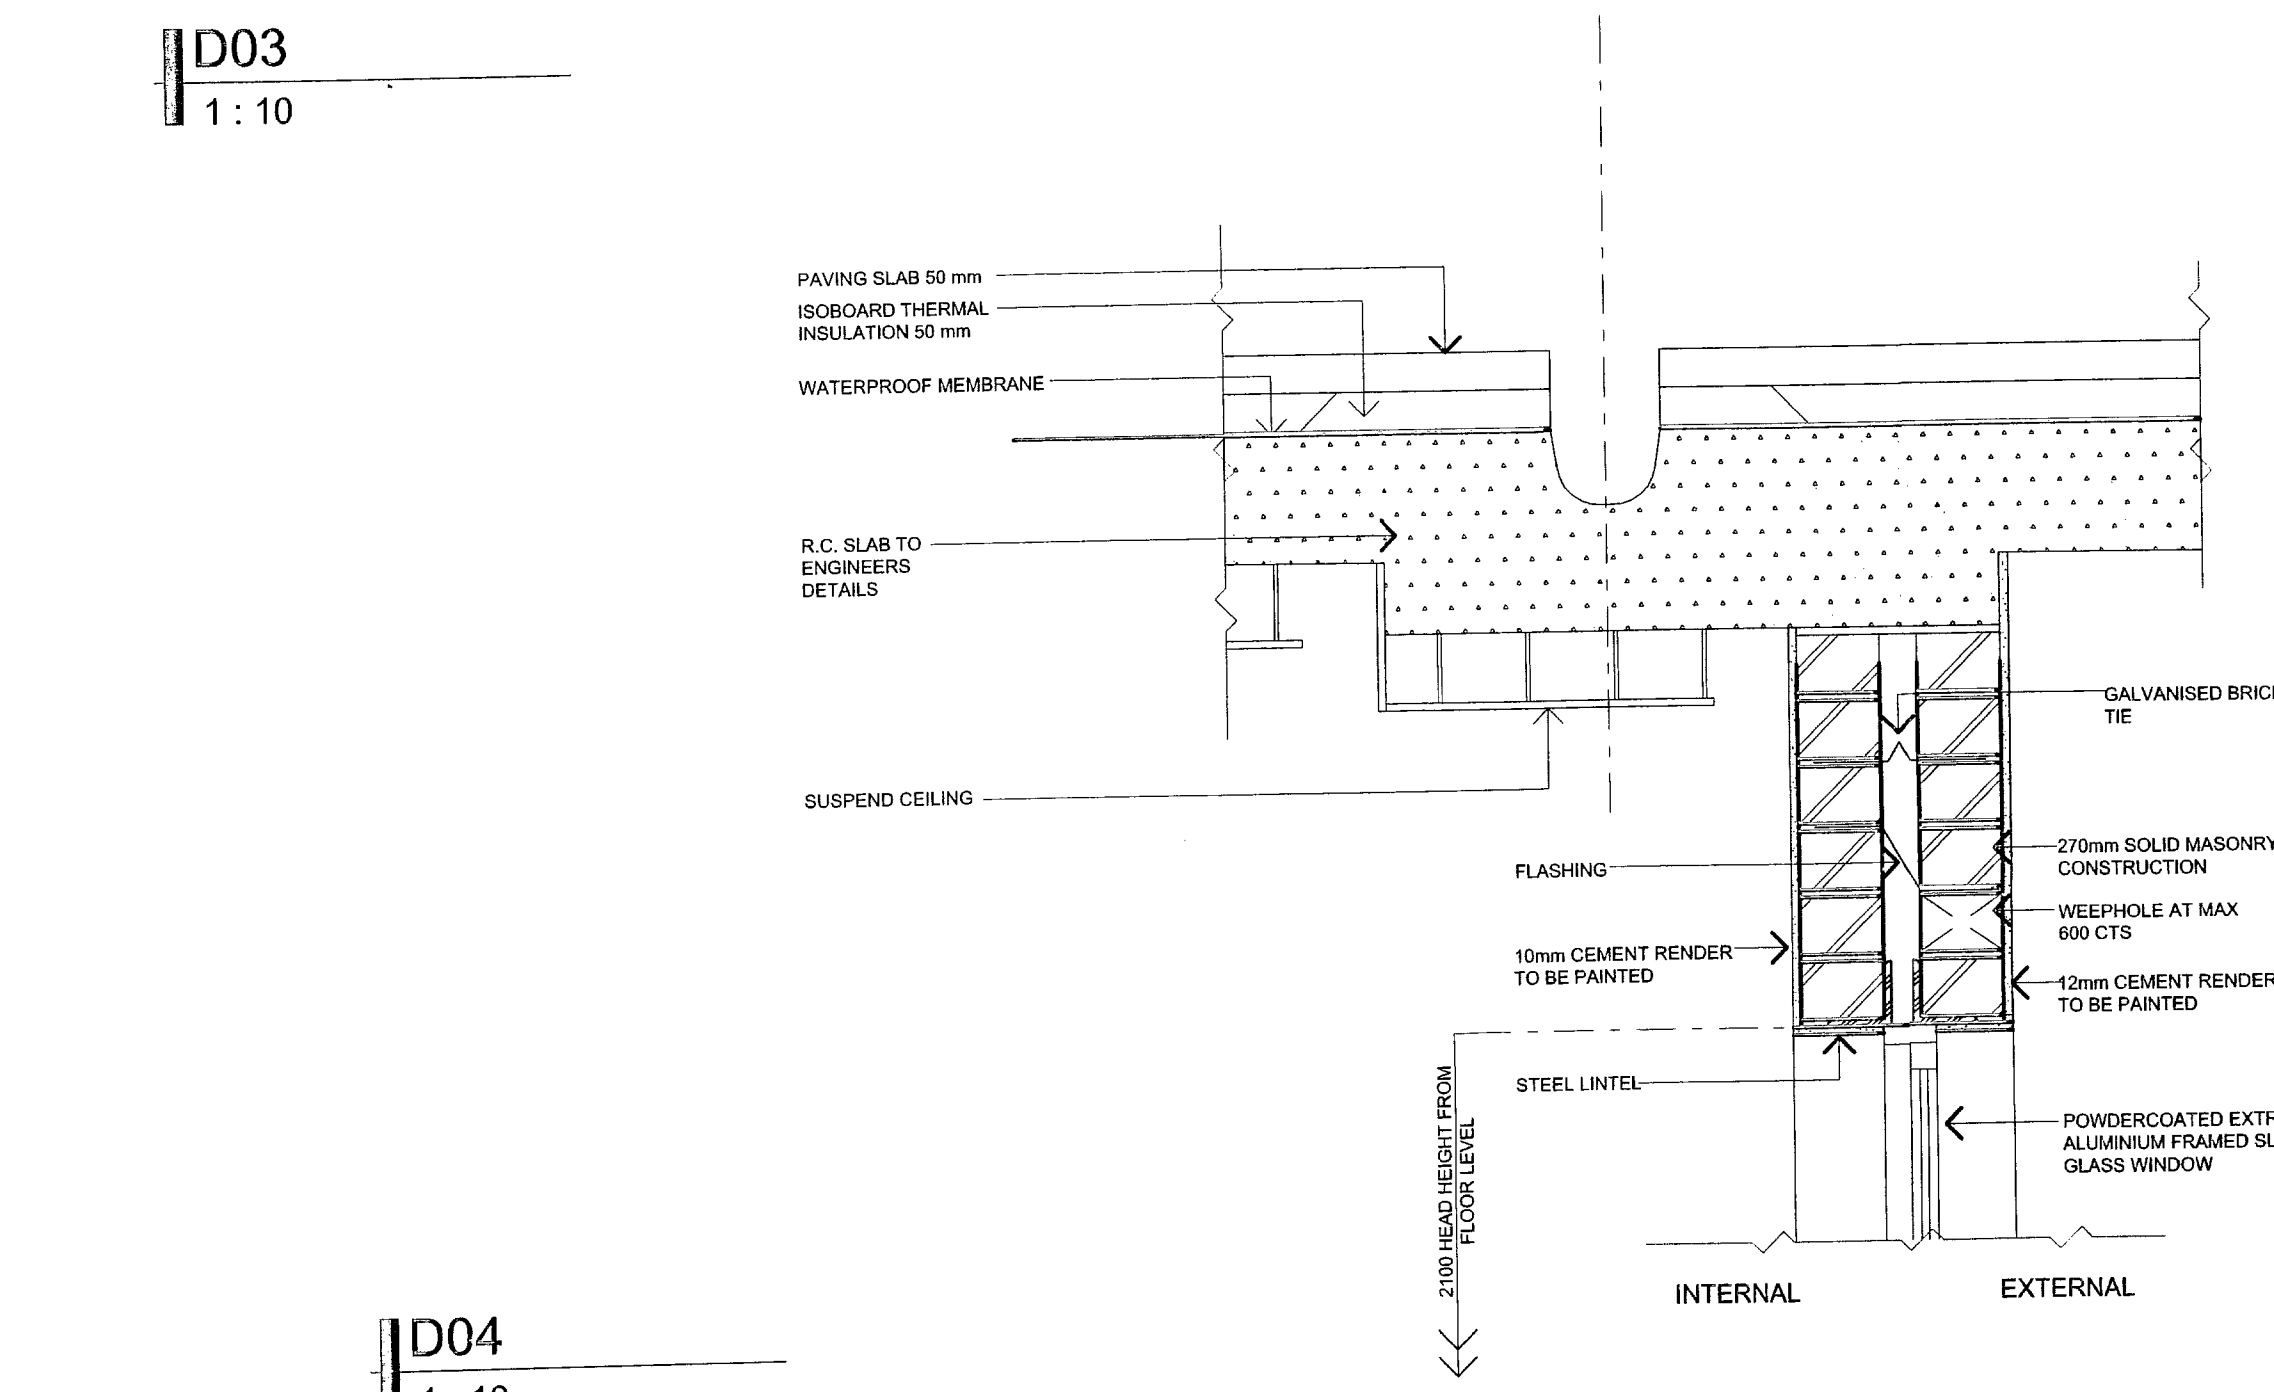 D03
1 : 10
PAVING SLAB 50 mm
ISOBOARD THERMAL
INSULATION 50 mm
WATERPROOF MEMBRANE
R.C. SLAB TO
ENGINEERS
DETAILS
SUSPEND CEILING
GALVANISED BRIC
TIE
FLASHING
270mm SOLID MASONRY
CONSTRUCTION
WEEPHOLE AT MAX
600 CTS
10mm CEMENT RENDER
TO BE PAINTED
12mm CEMENT RENDER
TO BE PAINTED
STEEL LINTEL
2100 HEAD HEIGHT FROM
FLOOR LEVEL
POWDERCOATED EXTR
ALUMINIUM FRAMED SL
GLASS WINDOW
INTERNAL
EXTERNAL
D04